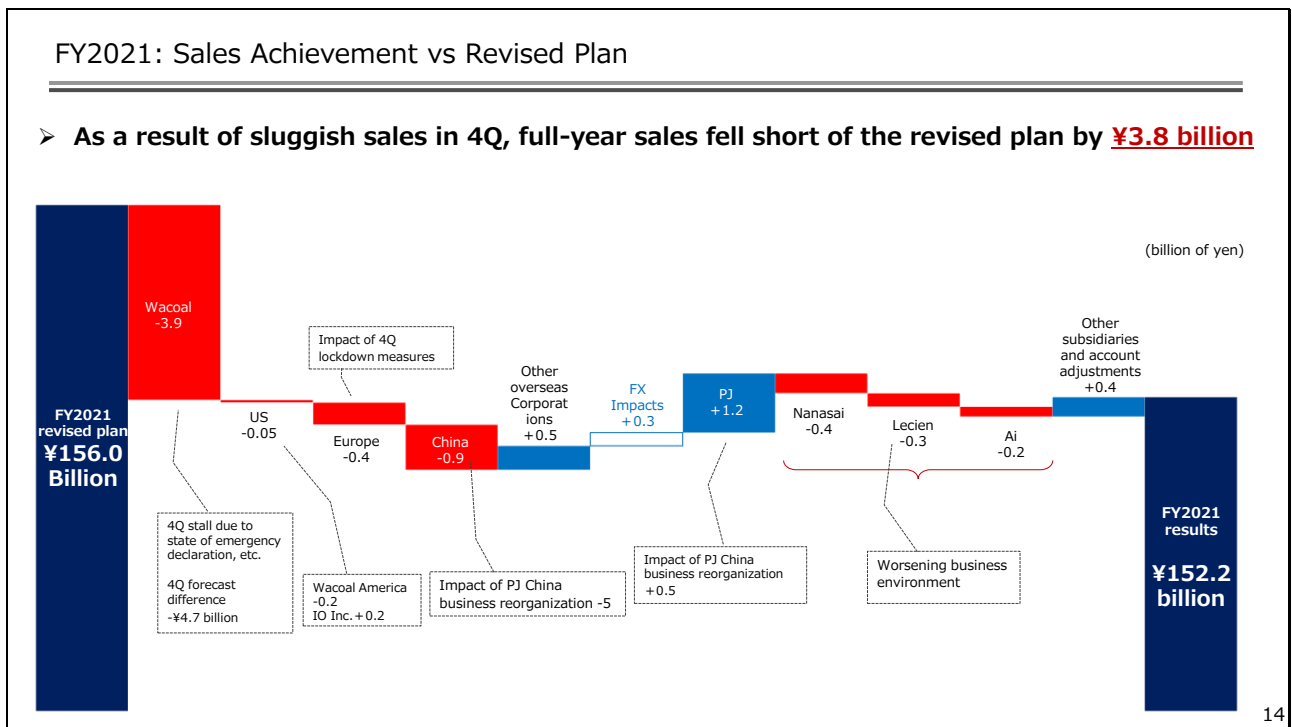 FY2021: Sales Achievement vs Revised Plan
➢ As a result of sluggish sales in 4Q, full-year sales fell short of the revised plan by ¥3.8 billion
(billion of yen)
FY2021
revised plan
¥156.0
Billion
Wacoal
-3.9
4Q stall due to
state of emergency
declaration, etc.
4Q forecast
difference
-¥4.7 billion
US
-0.05
Wacoal America
-0.2
IO Inc.+0.2
Impact of 4Q
lockdown measures
Europe
-0.4
China
-0.9
Impact of PJ China
business reorganization -5
Other
overseas
Corporat
ions
+0.5
FX
Impacts
+0.3
PJ
+1.2
Impact of PJ China
business reorganization
+0.5
Nanasai
-0.4
Lecien
-0.3
Ai
-0.2
Worsening business
environment
Other
subsidiaries
and account
adjustments
+0.4
FY2021
results
¥152.2
billion
14